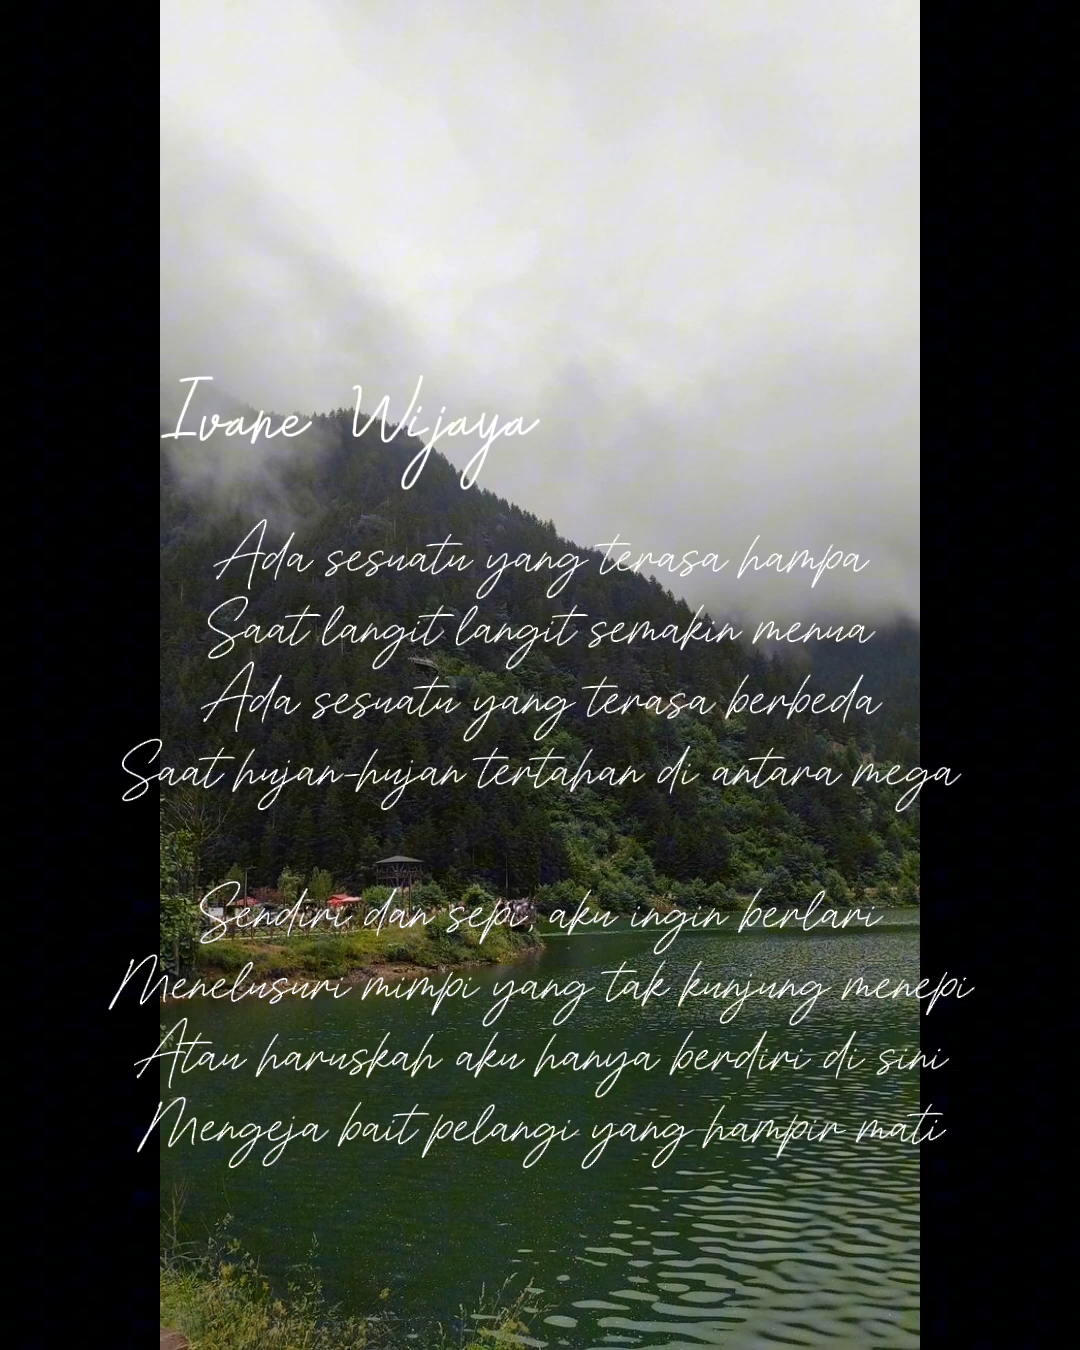 Ivane Wijaya
Ada sesuatu yang terasa hampa
Saat langit langit semakin menua
Ada sesuatu yang terasa berbeda
Saat hujan-hujan tertahan di antara mega
Sendiri dan sepi, aku ingin berlari
Menelusuri mimpi yang tak kunjung menepi
Atau haruskah aku hanya berdiri di sini
Mengeja bait pelangi yang hampir mati